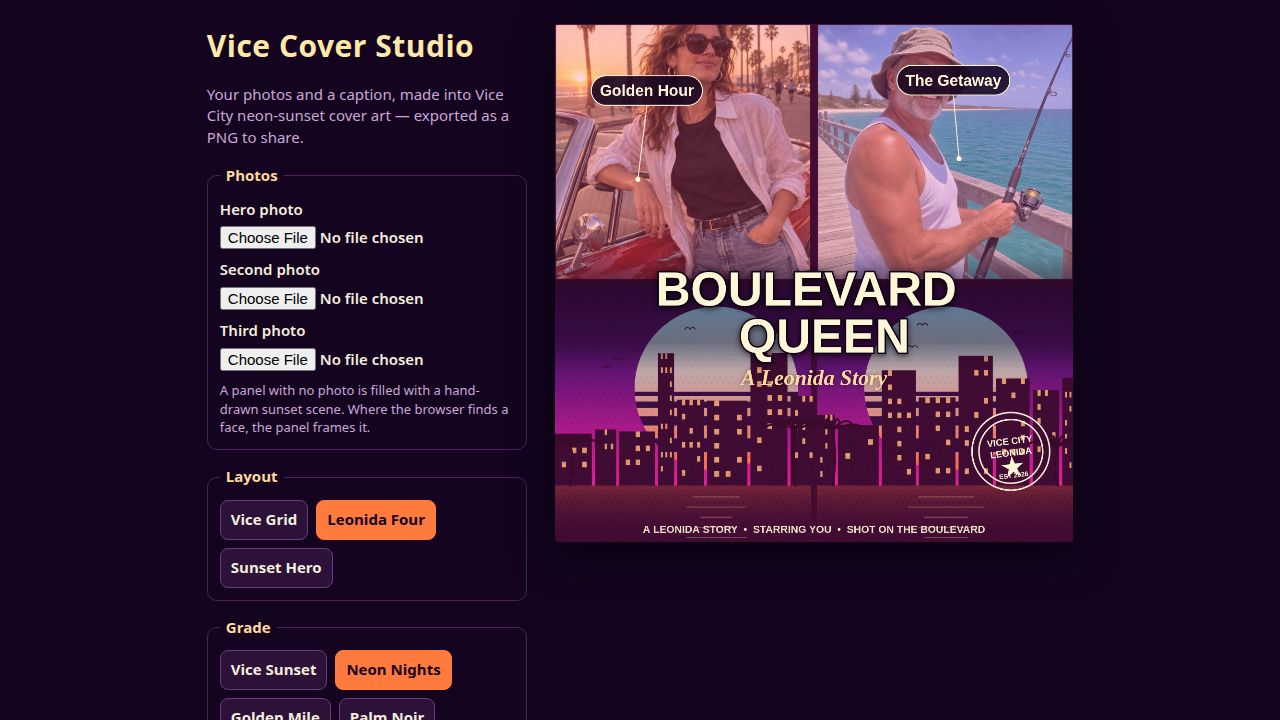 Vice Cover Studio
Your photos and a caption, made into Vice
City neon-sunset cover art — exported as a
PNG to share.
Photos
Hero photo
Choose File No file chosen
Second photo
Choose File No file chosen
Third photo
Choose File No file chosen
A panel with no photo is filled with a hand-
drawn sunset scene. Where the browser finds a
face, the panel frames it.
Layout
Vice Grid
Leonida Four
Sunset Hero
Grade
Vice Sunset
Neon Nights
Golden Mile
Palm Noir
Golden Hour
The Getaway
BOULEVARD
QUEEN
A Leonida Story
VICE CITY
LEONIDA
EST 2026
A LEONIDA STORY • STARRING YOU • SHOT ON THE BOULEVARD